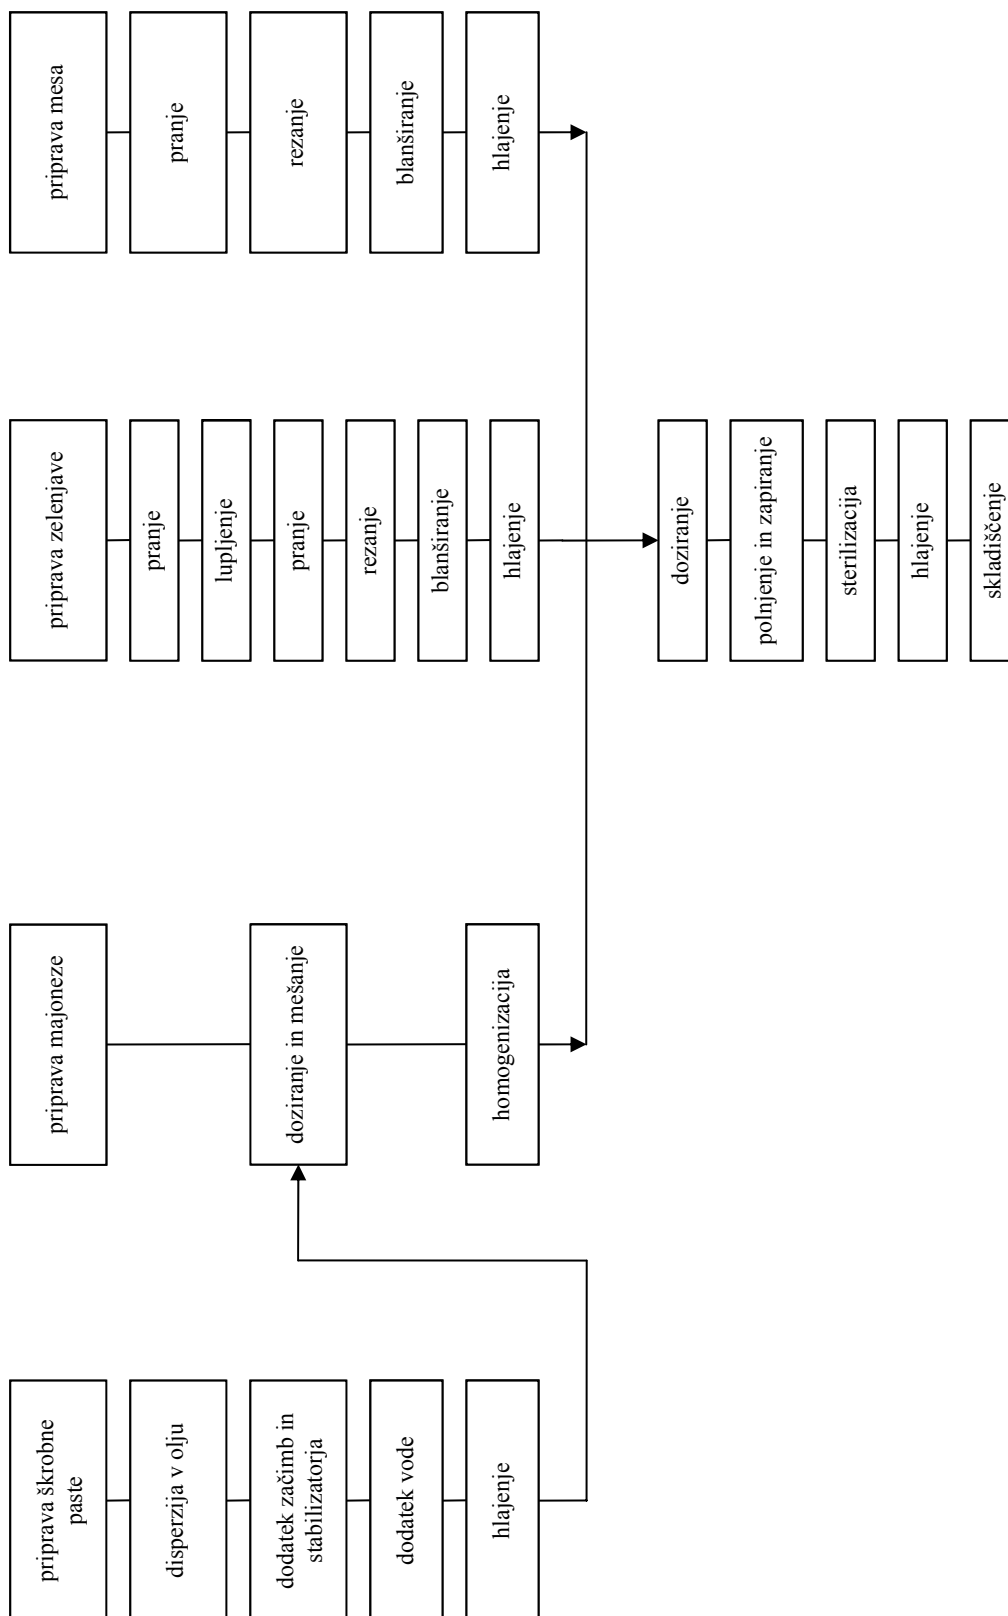 priprava škrobne
paste
disperzija v olju
dodatek začimb in
stabilizatorja
dodatek vode
hlajenje
priprava majoneze
doziranje in mešanje
homogenizacija
priprava zelenjave
pranje
lupljenje
pranje
rezanje
blanširanje
hlajenje
priprava mesa
pranje
rezanje
blanširanje
hlajenje
doziranje
polnjenje in zapiranje
sterilizacija
hlajenje
skladiščenje